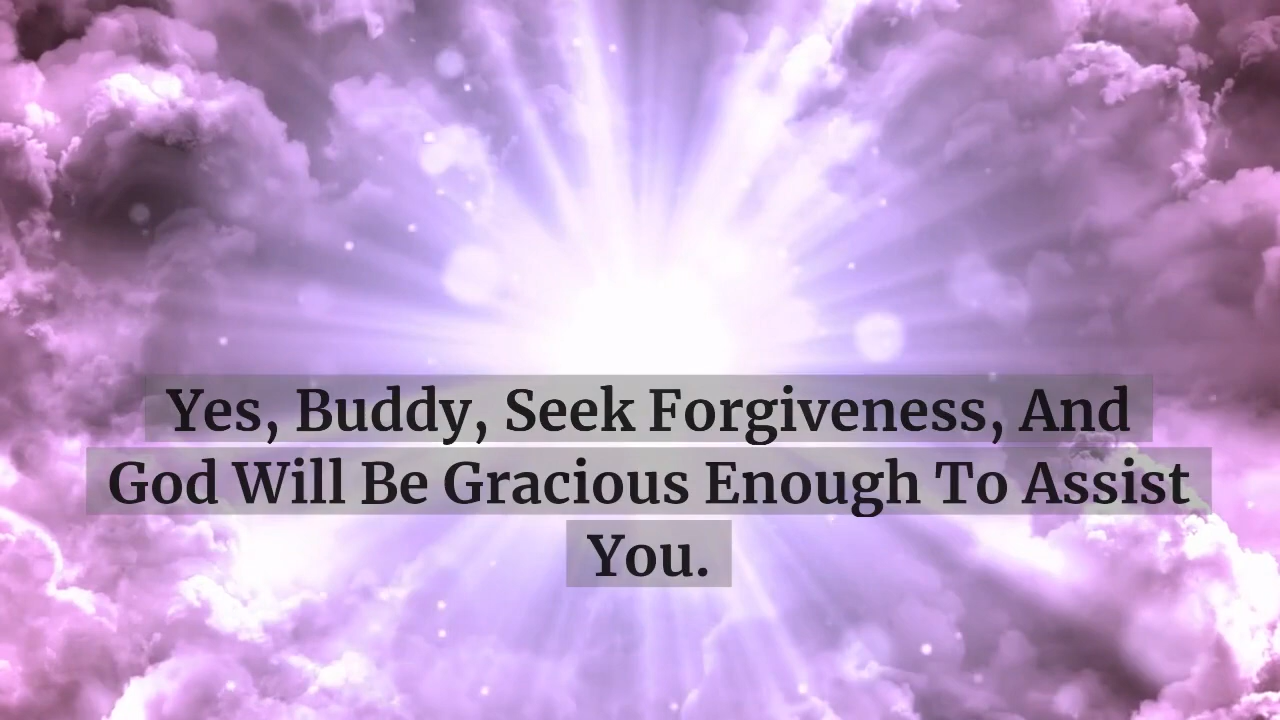 Yes, Buddy, Seek Forgiveness, And
God Will Be Gracious Enough To Assist
You.